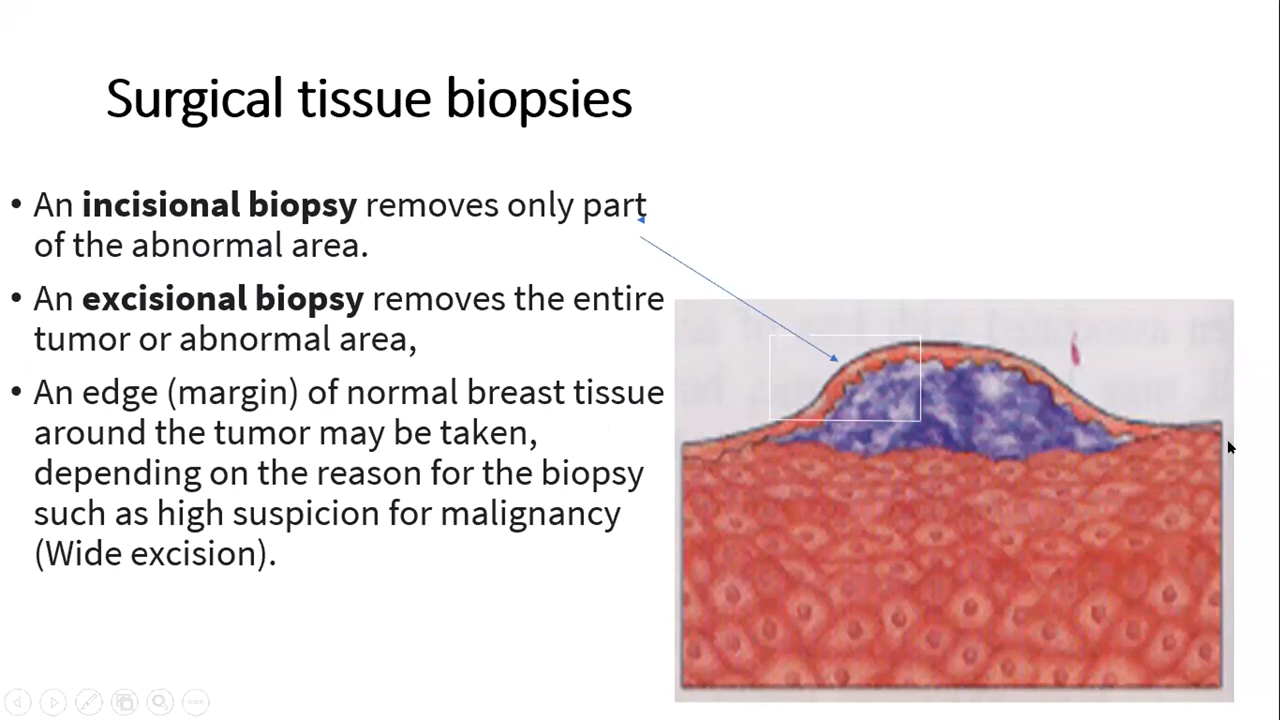 Surgical tissue biopsies
• An incisional biopsy removes only part
of the abnormal area.
• An excisional biopsy removes the entire
tumor or abnormal area,
• An edge (margin) of normal breast tissue
around the tumor may be taken,
depending on the reason for the biopsy
such as high suspicion for malignancy
(Wide excision).